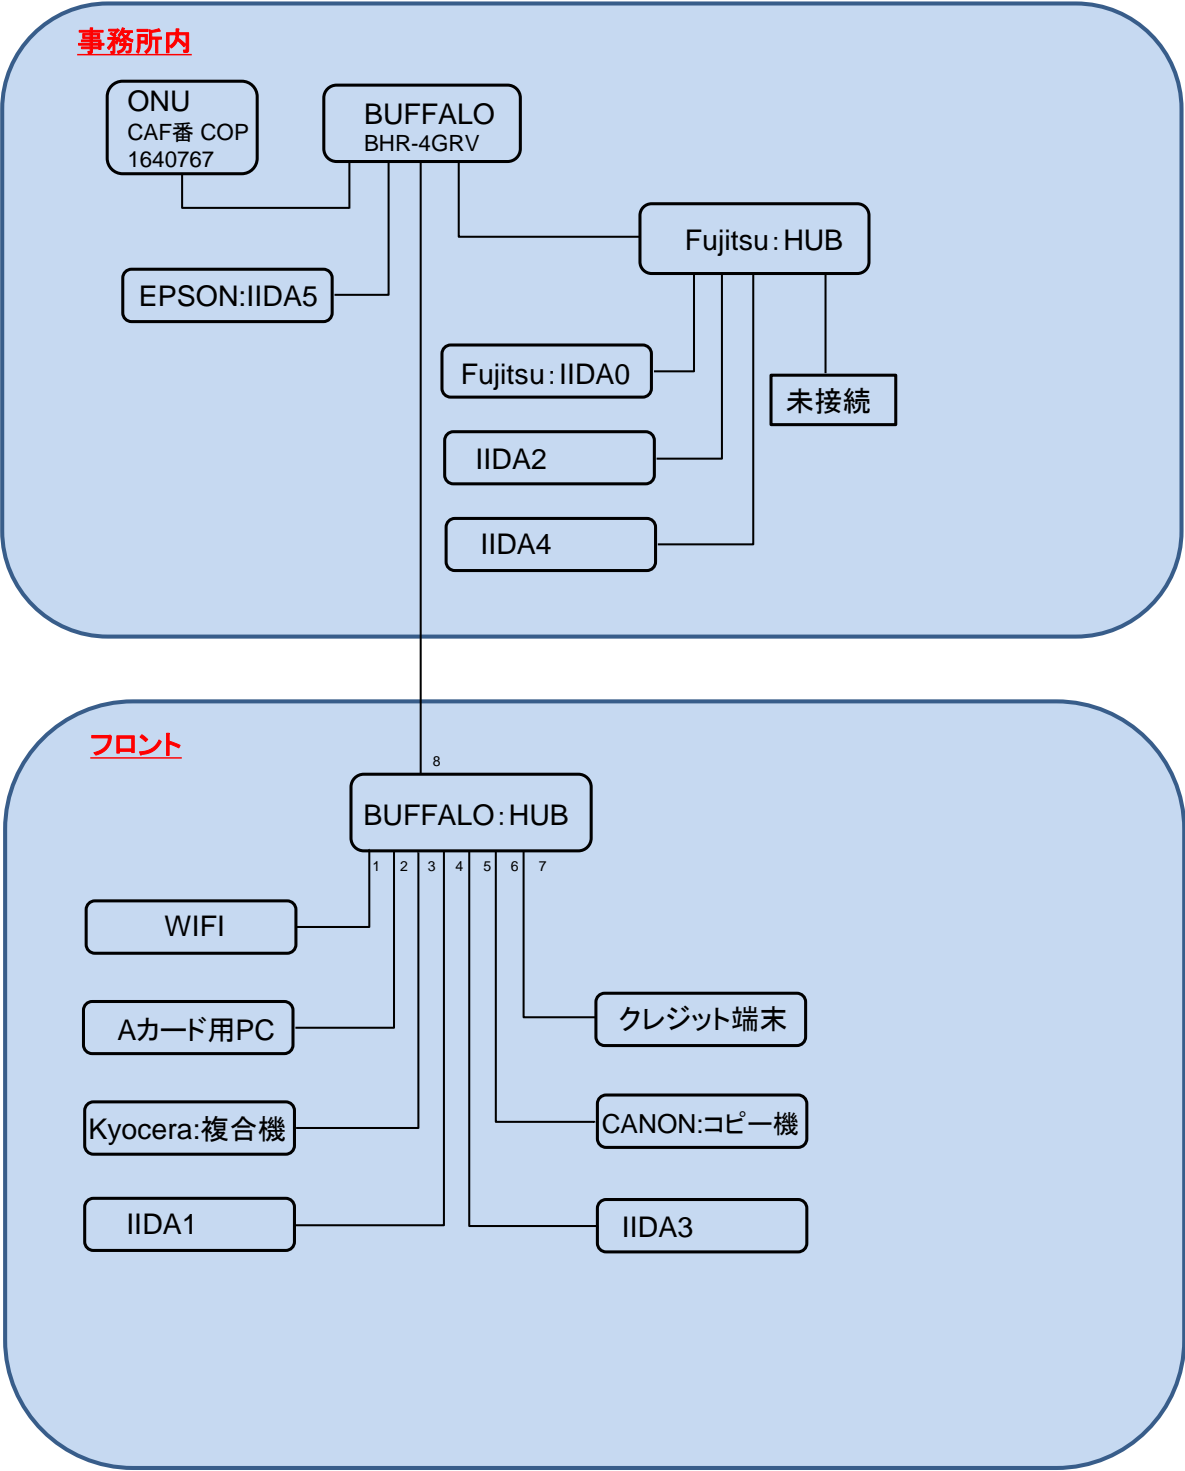 事務所内
ONU
CAF番 COP
1640767
BUFFALO
BHR-4GRV
Fujitsu：HUB
EPSON:IIDA5
Fujitsu：IIDA0
未接続
IIDA2
IIDA4
フロント
8
BUFFALO：HUB
1 2 3 4 5 6 7
WIFI
Aカード用PC
クレジット端末
Kyocera:複合機
CANON:コピー機
IIDA1
IIDA3